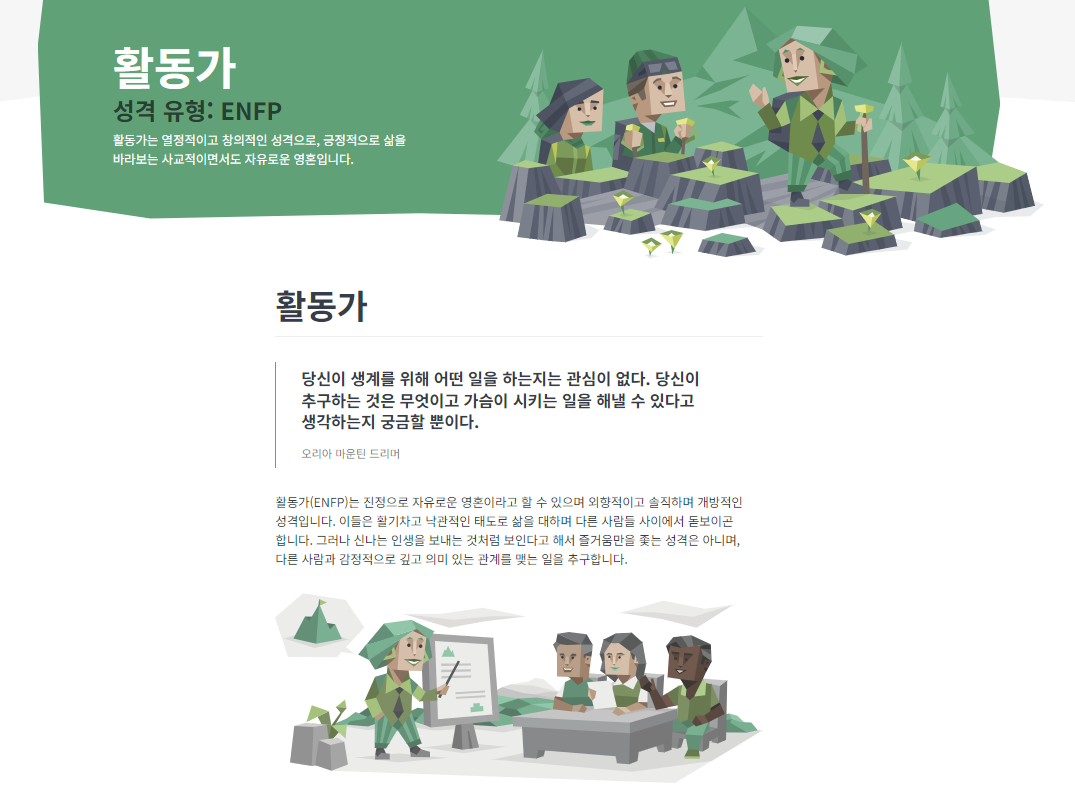 활동가
성격 유형: ENFP
활동가는 열정적이고 창의적인 성격으로, 긍정적으로 삶을
바라보는 사교적이면서도 자유로운 영혼입니다.
활동가
당신이 생계를 위해 어떤 일을 하는지는 관심이 없다. 당신이
추구하는 것은 무엇이고 가슴이 시키는 일을 해낼 수 있다고
생각하는지 궁금할 뿐이다.
오리아 마운틴 드리머
활동가(ENFP)는 진정으로 자유로운 영혼이라고 할 수 있으며 외향적이고 솔직하며 개방적인
성격입니다. 이들은 활기차고 낙관적인 태도로 삶을 대하며 다른 사람들 사이에서 돋보이곤
합니다. 그러나 신나는 인생을 보내는 것처럼 보인다고 해서 즐거움만을 좇는 성격은 아니며,
다른 사람과 감정적으로 깊고 의미 있는 관계를 맺는 일을 추구합니다.